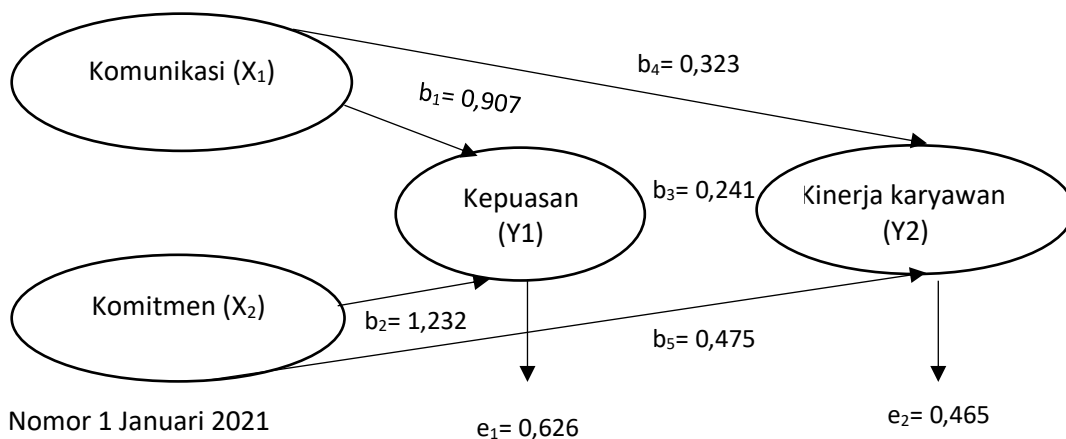 Komunikasi (X₁)
b₄= 0,323
b₁= 0,907
Kepuasan
(Y1)
b₃= 0,241
Kinerja karyawan
(Y2)
Komitmen (X₂)
b₂= 1,232
b₅= 0,475
Nomor 1 Januari 2021
e₁= 0,626
e₂= 0,465